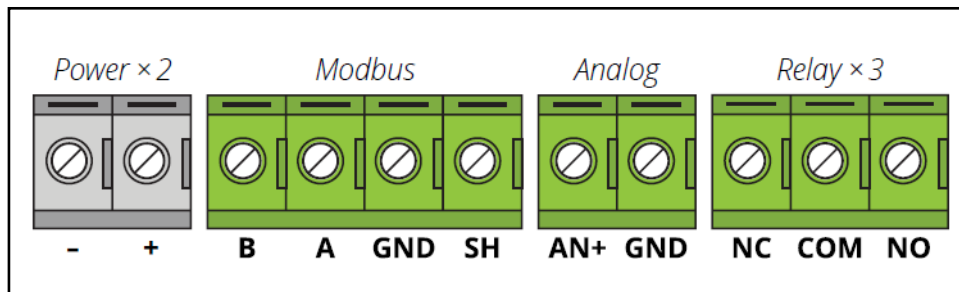 Power × 2 Modbus Analog Relay × 3
– + B A GND SH AN+ GND NC COM NO